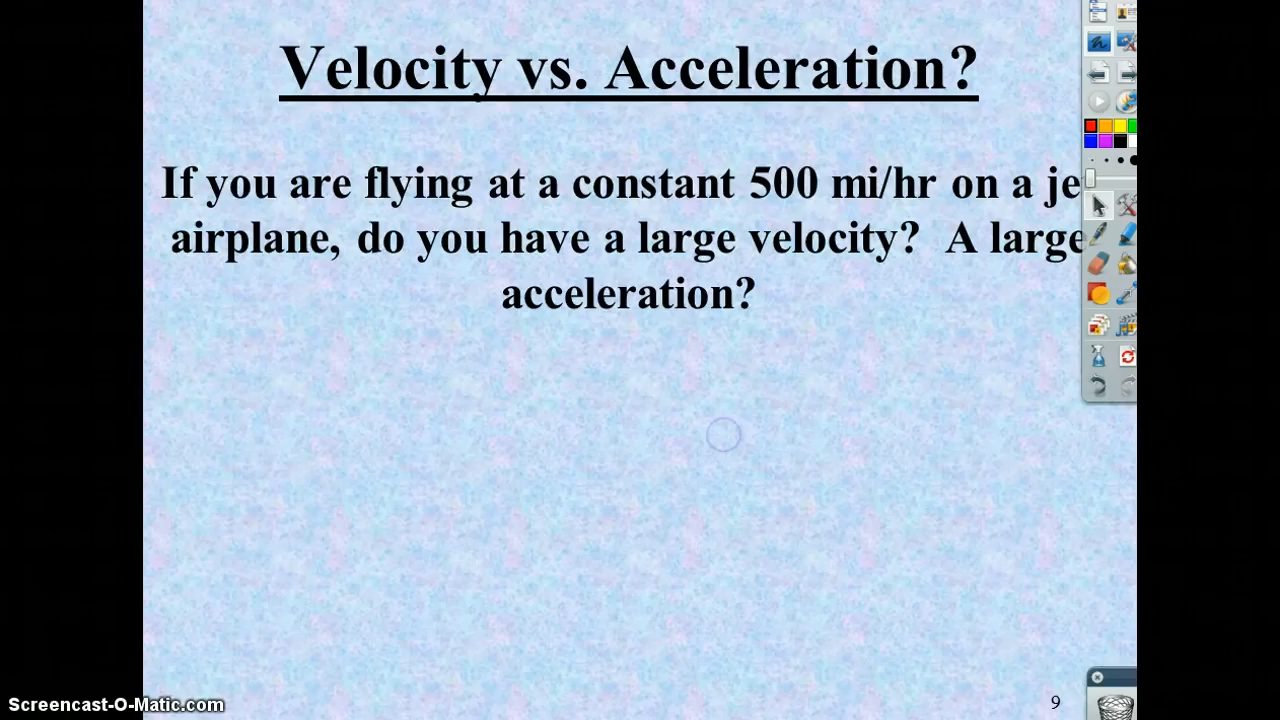 Velocity vs. Acceleration?
If you are flying at a constant 500 mi/hr on a je
airplane, do you have a large velocity? A large
acceleration?
9
Screencast-O-Matic.com